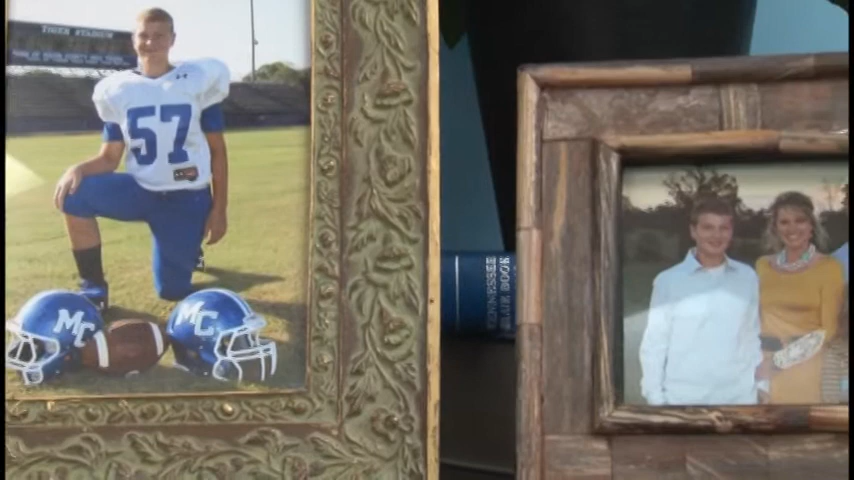 TIGER STADIUM
57
MC
MC
TENNESSEE
BLUE BOOK